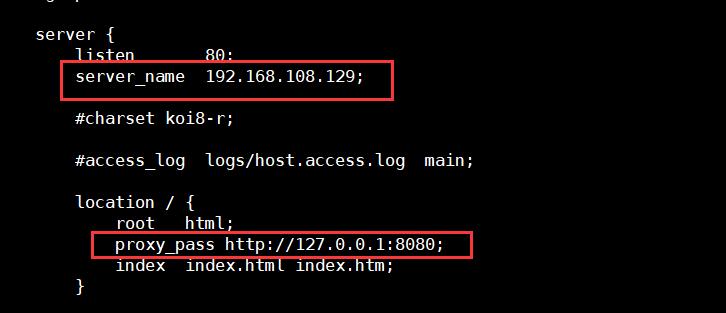 server {
listen 80;
server_name 192.168.108.129;
#charset koi8-r;
#access_log logs/host.access.log main;
location / {
root html;
proxy_pass http://127.0.0.1:8080;
index index.html index.htm;
}